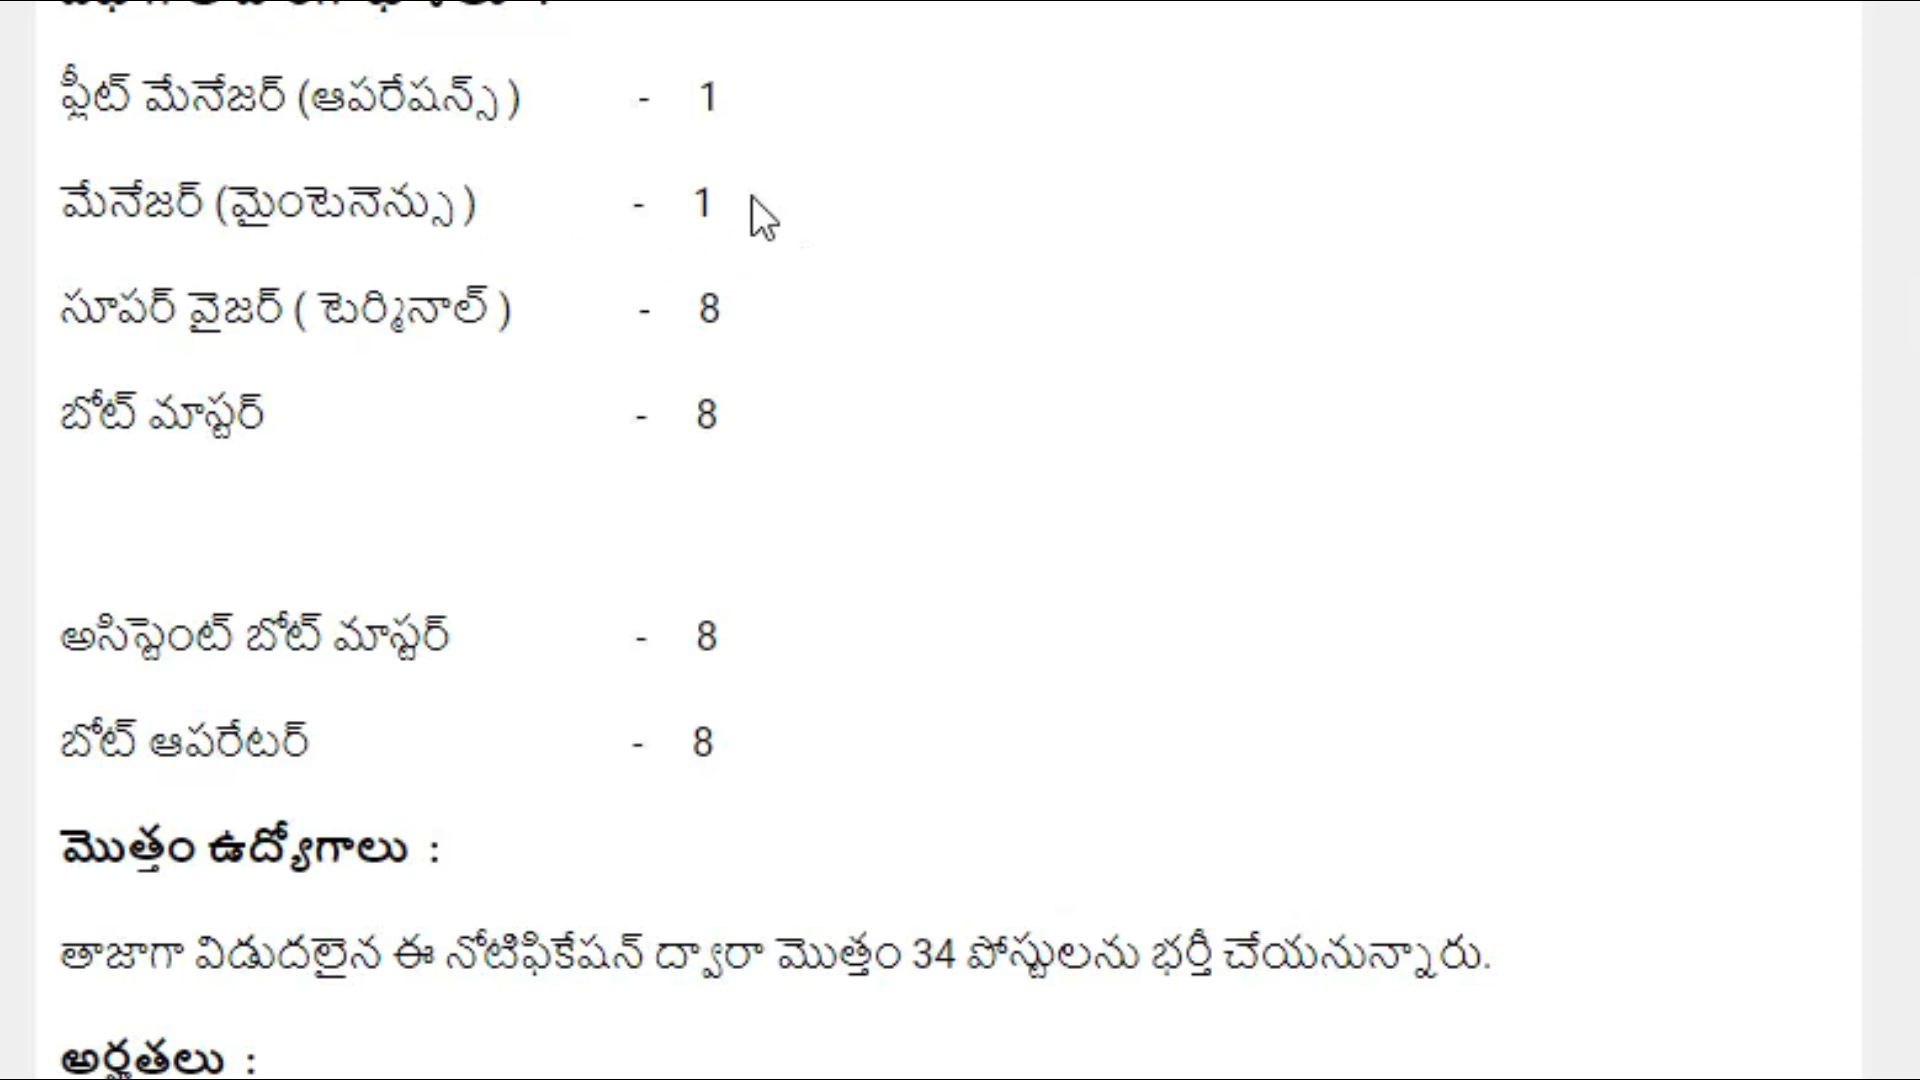 ఫ్లీట్ మేనేజర్ (ఆపరేషన్స్ ) - 1
మేనేజర్ (మైంటెనెన్సు ) - 1
సూపర్ వైజర్ ( టెర్మినాల్ ) - 8
బోట్ మాస్టర్ - 8
అసిస్టెంట్ బోట్ మాస్టర్ - 8
బోట్ ఆపరేటర్ - 8
మొత్తం ఉద్యోగాలు :
తాజాగా విడుదలైన ఈ నోటిఫికేషన్ ద్వారా మొత్తం 34 పోస్టులను భర్తీ చేయనున్నారు.
అర్హతలు :